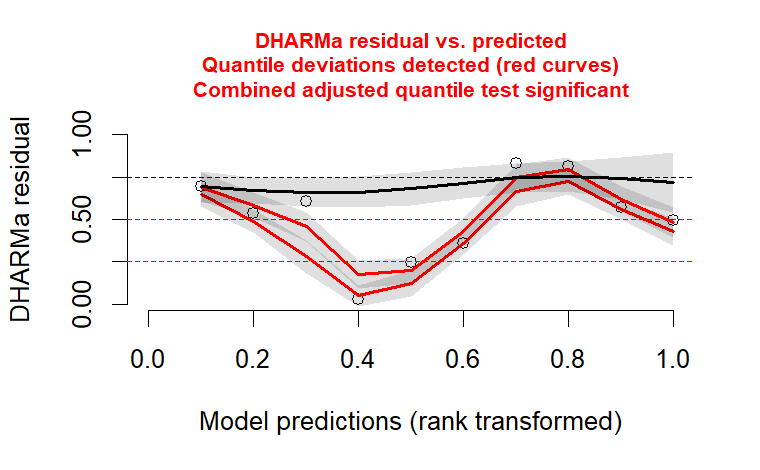 DHARMa residual vs. predicted
Quantile deviations detected (red curves)
Combined adjusted quantile test significant
DHARMa residual
1.00
0.50
0.00
0.0 0.2 0.4 0.6 0.8 1.0
Model predictions (rank transformed)